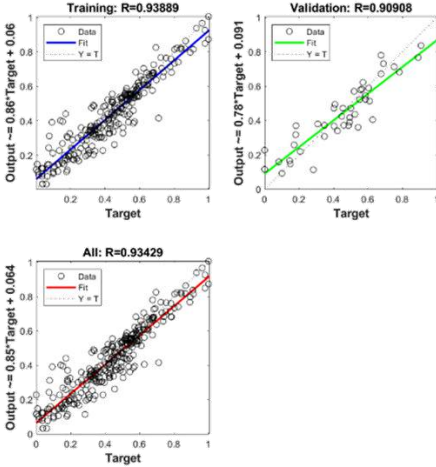 Training: R=0.93889
Output ~= 0.86*Target + 0.06
1
0.8
0.6
0.4
0.2
Data
Fit
Y = T
0 0.2 0.4 0.6 0.8 1
Target
Validation: R=0.90908
Output ~= 0.78*Target + 0.091
1
0.8
0.6
0.4
0.2
0
Data
Fit
Y = T
0 0.2 0.4 0.6 0.8 1
Target
All: R=0.93429
Output ~= 0.85*Target + 0.064
1
0.8
0.6
0.4
0.2
0
Data
Fit
Y = T
0 0.2 0.4 0.6 0.8 1
Target